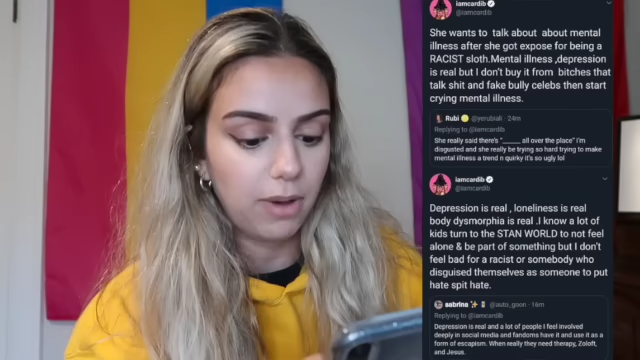 iamcardib
@iamcardib
She wants to talk about about mental
illness after she got expose for being a
RACIST sloth.Mental illness ,depression
is real but I don't buy it from bitches that
talk shit and fake bully celebs then start
crying mental illness.
Rubi @yerubiali · 24m
Replying to @iamcardib
She really said there's "_____ all over the place" i'm
disgusted and she really be trying so hard trying to make
mental illness a trend n quirky it's so ugly lol
iamcardib
@iamcardib
Depression is real , loneliness is real
body dysmorphia is real .I know a lot of
kids turn to the STAN WORLD to not feel
alone & be part of something but I don't
feel bad for a racist or somebody who
disguised themselves as someone to put
hate spit hate.
sabrina @auto_goon · 16m
Replying to @iamcardib
Depression is real and a lot of people I feel involved
deeply in social media and fandoms have it and use it as a
form of escapism. When really they need therapy, Zoloft,
and Jesus.